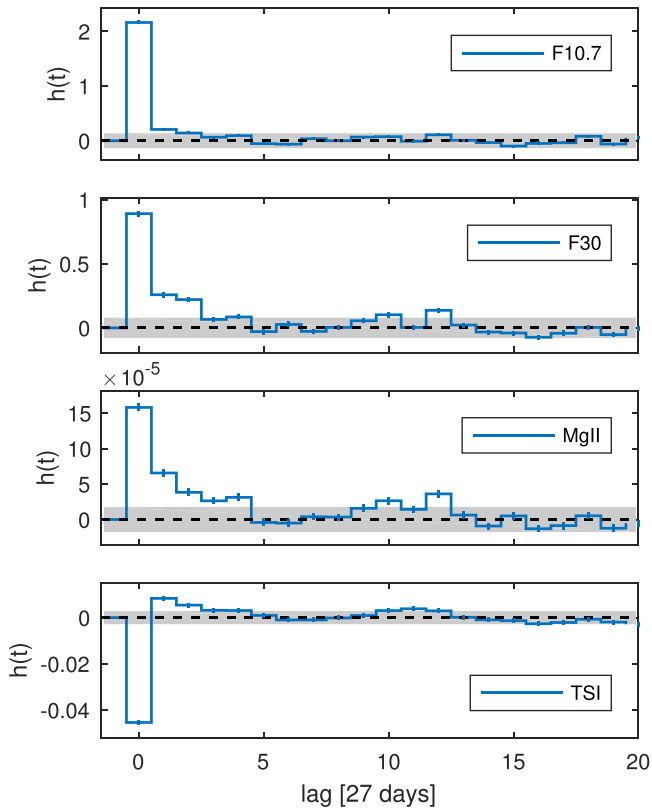 2
1
0
h(t)
F10.7
1
0.5
0
h(t)
F30
×10-5
15
10
5
0
h(t)
MgII
0
-0.02
-0.04
h(t)
TSI
0 5 10 15 20
lag [27 days]